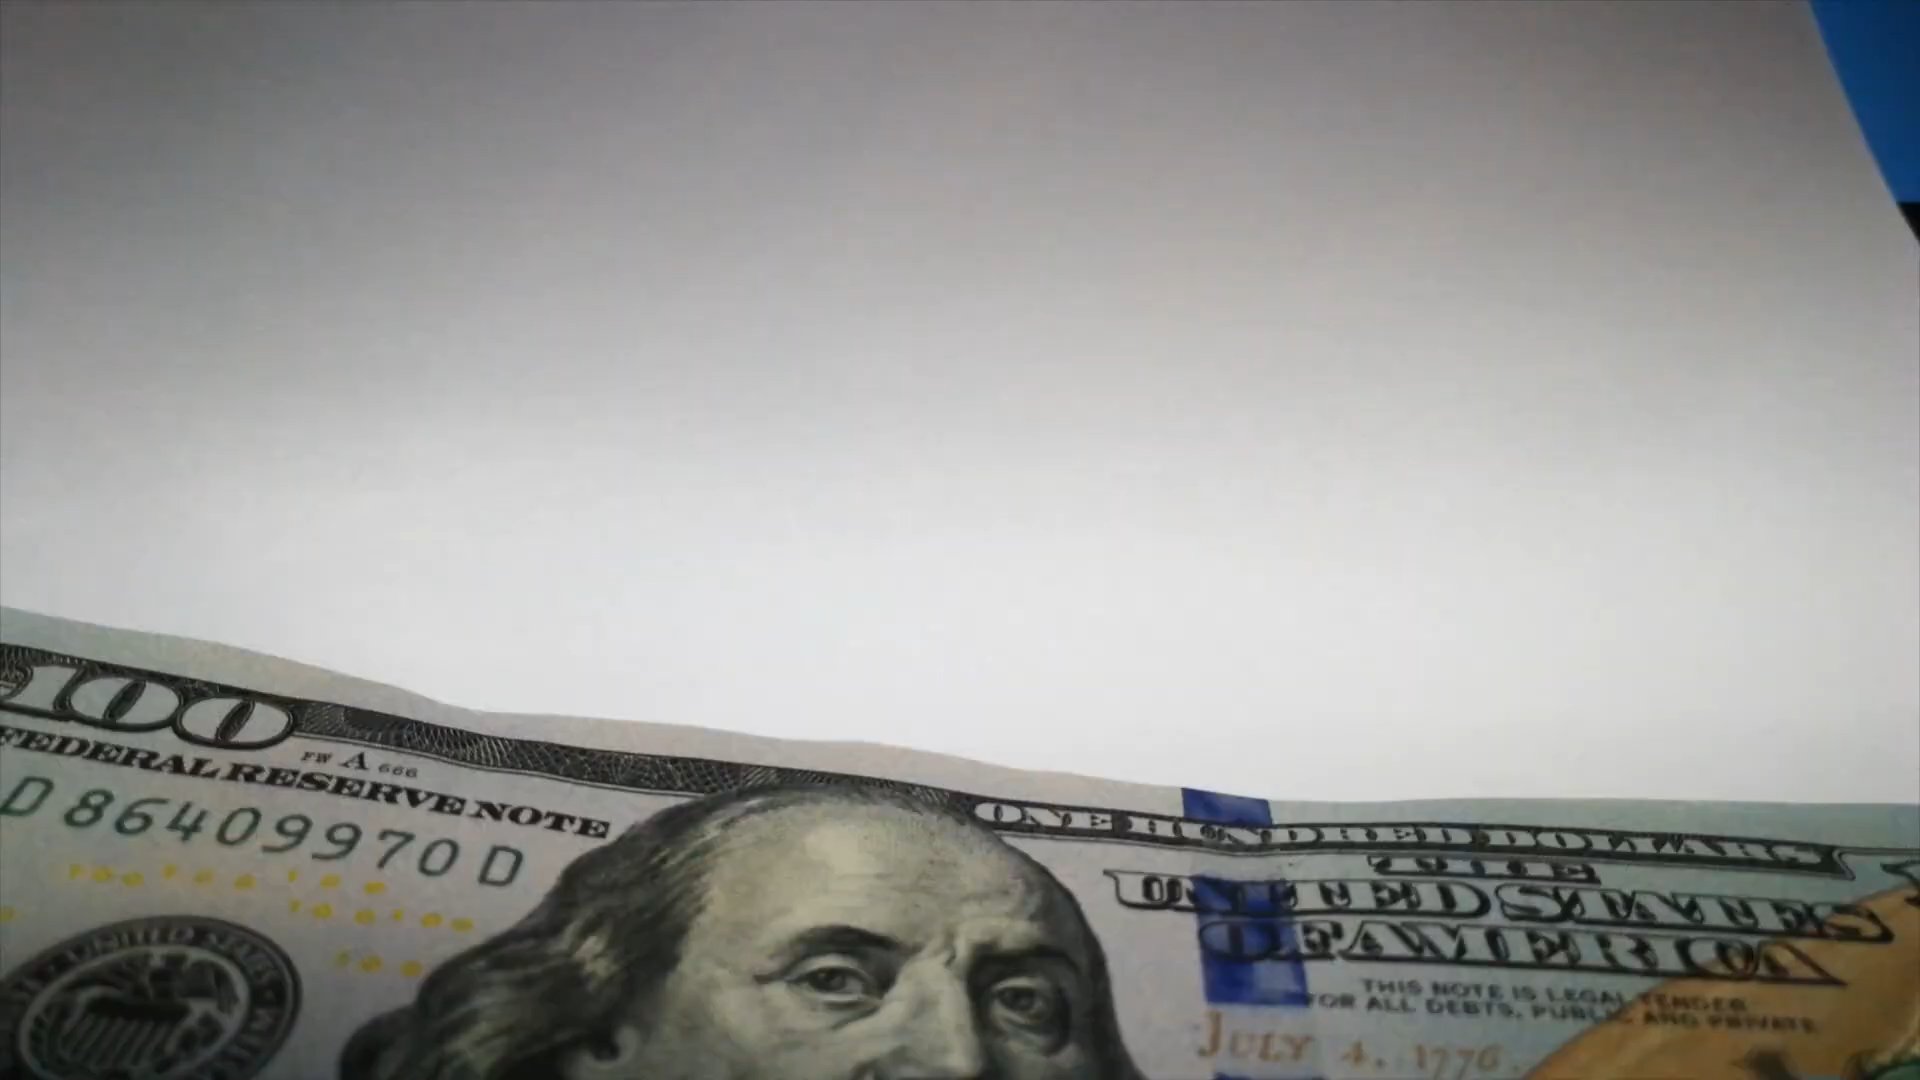 100
FEDERAL RESERVE NOTE
FW A 666
D 86409970 D
ONE HUNDRED DOLLARS
THE
UNITED STATES
OF AMERICA
THIS NOTE IS LEGAL TENDER
FOR ALL DEBTS, PUBLIC AND PRIVATE
JULY 4, 1776.